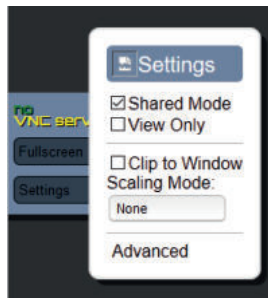 Settings
Shared Mode
View Only
no
VNC serv
Clip to Window
Fullscreen
Scaling Mode:
Settings
None
Advanced